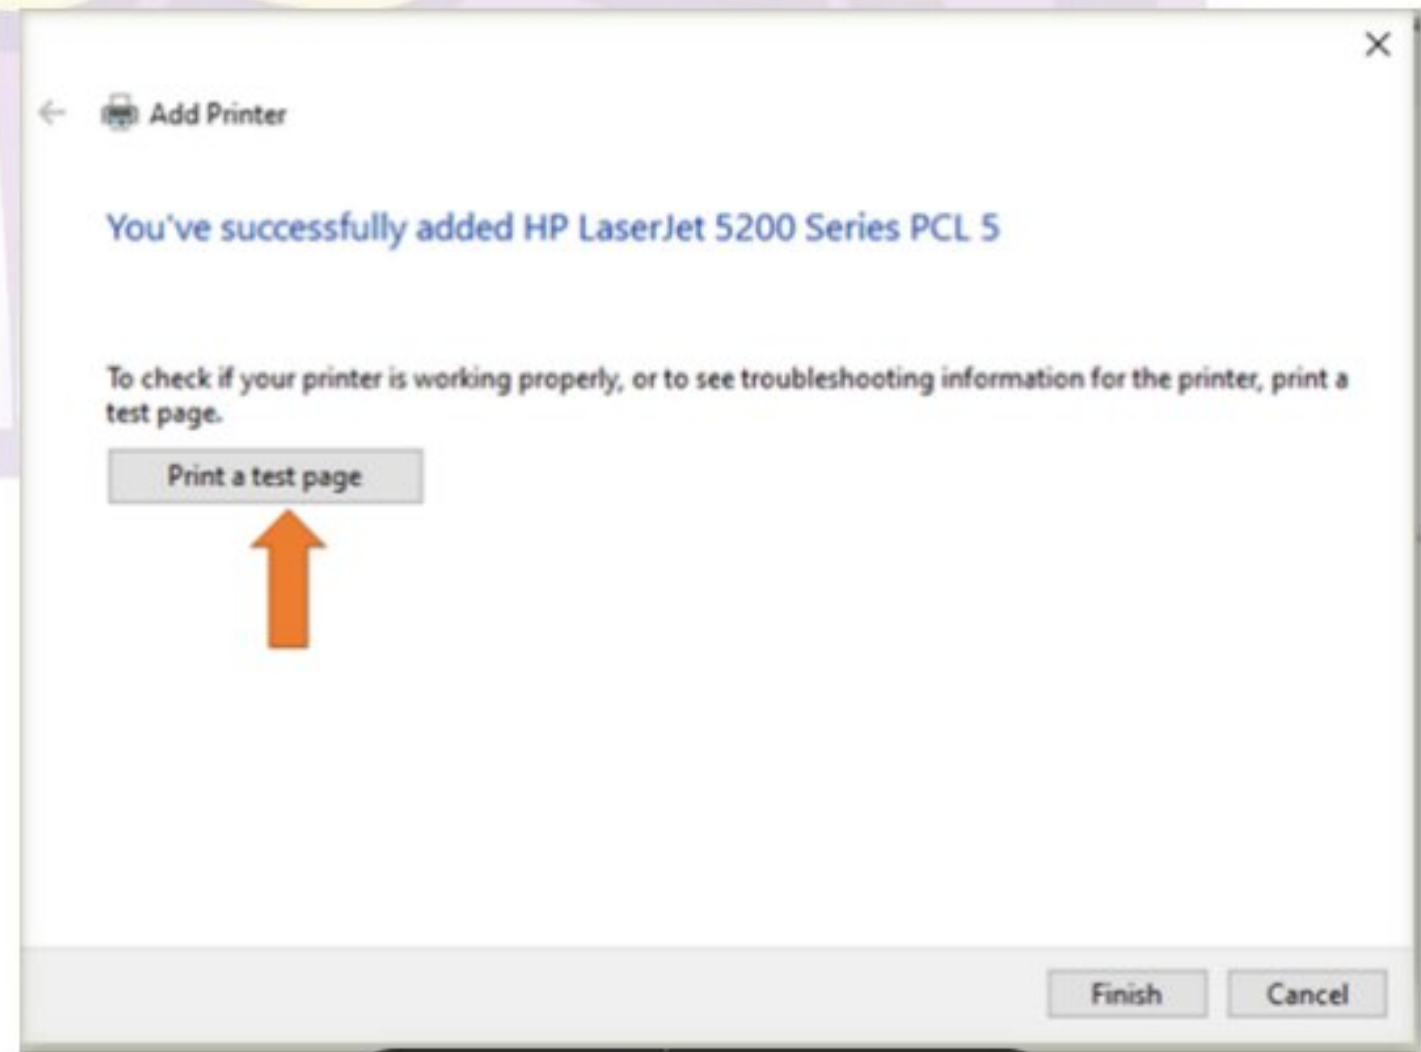 Add Printer
You've successfully added HP LaserJet 5200 Series PCL 5
To check if your printer is working properly, or to see troubleshooting information for the printer, print a
test page.
Print a test page
Finish
Cancel